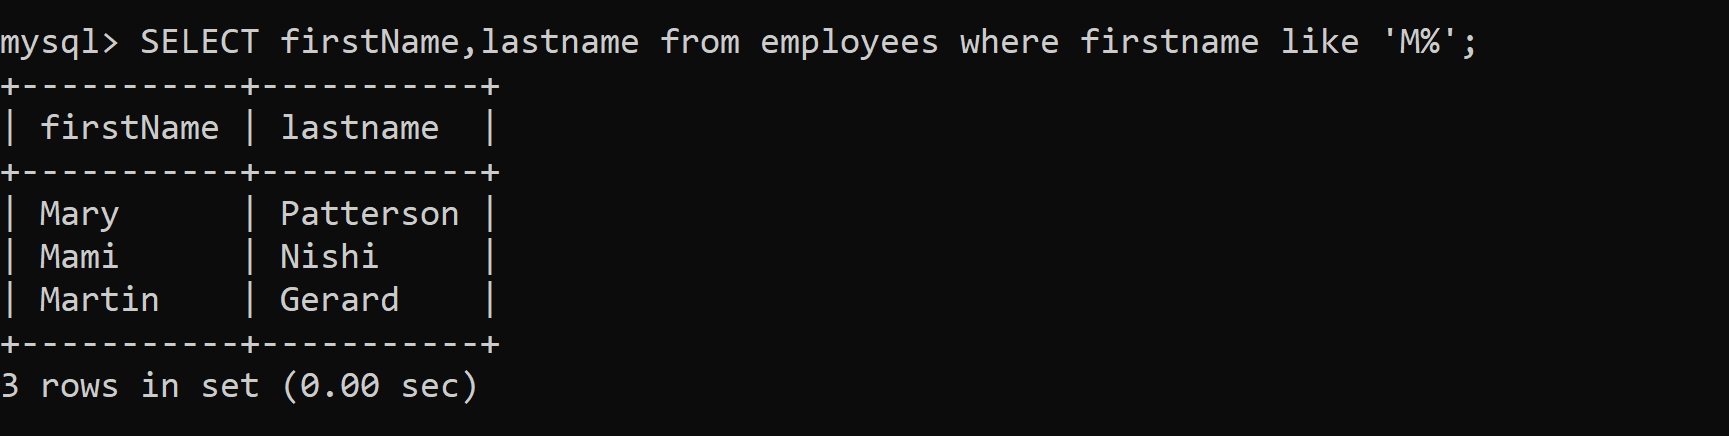 mysql> SELECT firstName,lastname from employees where firstname like 'M%';
+-----------+-----------+
| firstName | lastname  |
+-----------+-----------+
| Mary      | Patterson |
| Mami      | Nishi     |
| Martin    | Gerard    |
+-----------+-----------+
3 rows in set (0.00 sec)